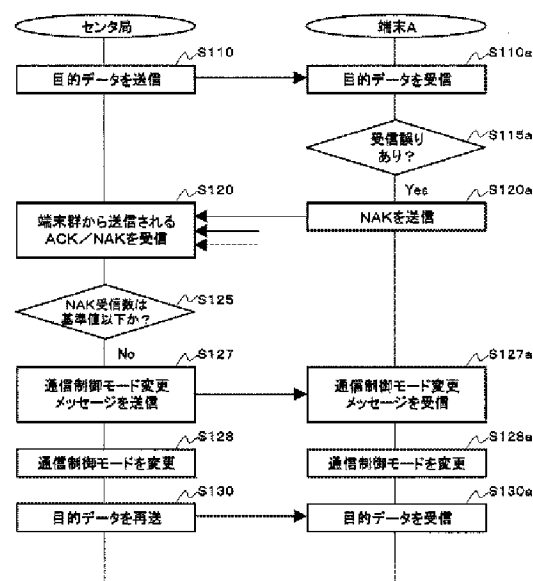 センタ局
端末A
S110
S110a
目的データを送信
目的データを受信
S115a
受信誤り
あり？
Yes
S120
S120a
端末群から送信される
ACK／NAKを受信
NAKを送信
S125
NAK受信数は
基準値以下か？
No
S127
S127a
通信制御モード変更
メッセージを送信
通信制御モード変更
メッセージを受信
S128
S128a
通信制御モードを変更
通信制御モードを変更
S130
S130a
目的データを再送
目的データを受信